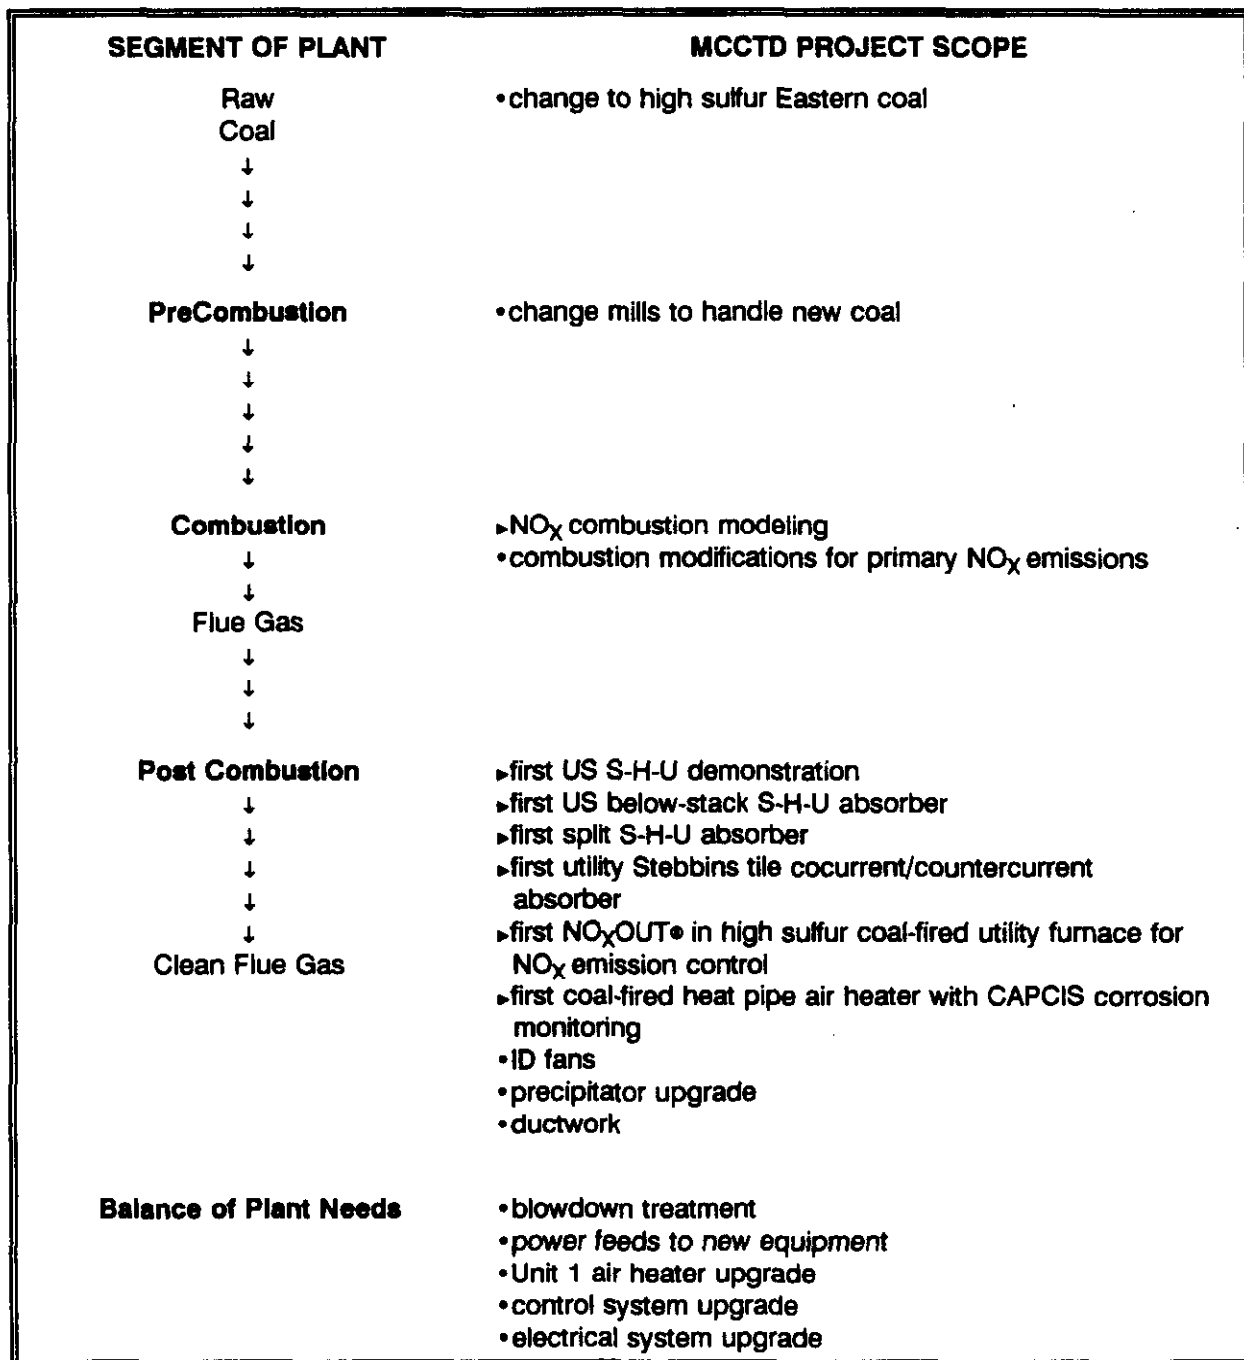 SEGMENT OF PLANT MCCTD PROJECT SCOPE
Raw •change to high sulfur Eastern coal
Coal
↓
↓
↓
↓
PreCombustion •change mills to handle new coal
↓
↓
↓
↓
↓
Combustion ▸NOX combustion modeling
↓ •combustion modifications for primary NOX emissions
↓
Flue Gas
↓
↓
↓
Post Combustion ▸first US S-H-U demonstration
↓ ▸first US below-stack S-H-U absorber
↓ ▸first split S-H-U absorber
↓ ▸first utility Stebbins tile cocurrent/countercurrent
↓ absorber
↓ ▸first NOXOUT® in high sulfur coal-fired utility furnace for
Clean Flue Gas NOX emission control
▸first coal-fired heat pipe air heater with CAPCIS corrosion
monitoring
•ID fans
•precipitator upgrade
•ductwork
Balance of Plant Needs •blowdown treatment
•power feeds to new equipment
•Unit 1 air heater upgrade
•control system upgrade
•electrical system upgrade